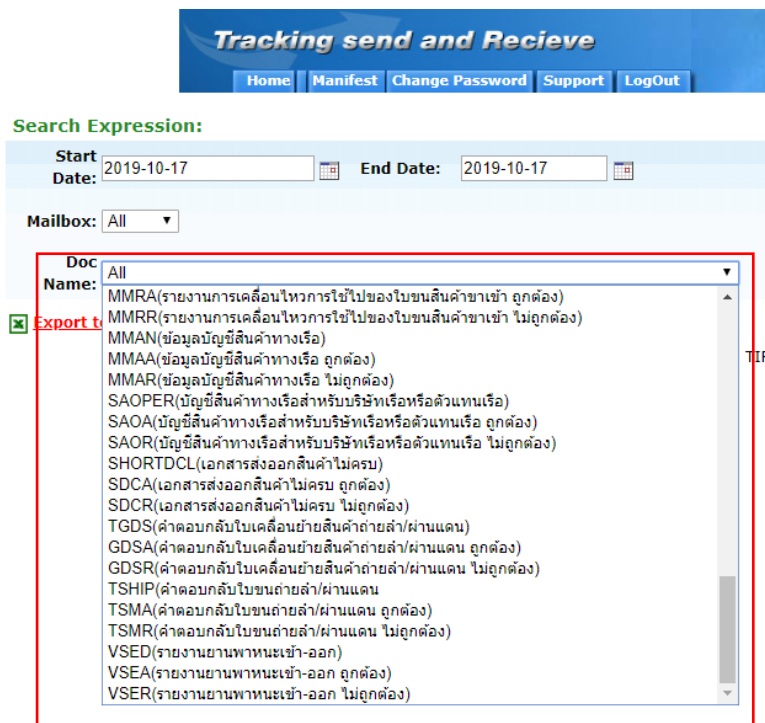 Tracking send and Recieve
Home Manifest Change Password Support LogOut
Search Expression:
Start Date: 2019-10-17 End Date: 2019-10-17
Mailbox: All
Doc Name: All
MMRA(รายงานการเคลื่อนไหวการใช้ไปของใบขนสินค้าขาเข้า ถูกต้อง)
MMRR(รายงานการเคลื่อนไหวการใช้ไปของใบขนสินค้าขาเข้า ไม่ถูกต้อง)
Export
MMAN(ข้อมูลบัญชีสินค้าทางเรือ)
MMAA(ข้อมูลบัญชีสินค้าทางเรือ ถูกต้อง)
MMAR(ข้อมูลบัญชีสินค้าทางเรือ ไม่ถูกต้อง)
SAOPER(บัญชีสินค้าทางเรือสำหรับบริษัทเรือหรือตัวแทนเรือ)
SAOA(บัญชีสินค้าทางเรือสำหรับบริษัทเรือหรือตัวแทนเรือ ถูกต้อง)
SAOR(บัญชีสินค้าทางเรือสำหรับบริษัทเรือหรือตัวแทนเรือ ไม่ถูกต้อง)
SHORTDCL(เอกสารส่งออกสินค้าไม่ครบ)
SDCA(เอกสารส่งออกสินค้าไม่ครบ ถูกต้อง)
SDCR(เอกสารส่งออกสินค้าไม่ครบ ไม่ถูกต้อง)
TGDS(คำตอบกลับใบเคลื่อนย้ายสินค้าถ่ายลำ/ผ่านแดน)
GDSA(คำตอบกลับใบเคลื่อนย้ายสินค้าถ่ายลำ/ผ่านแดน ถูกต้อง)
GDSR(คำตอบกลับใบเคลื่อนย้ายสินค้าถ่ายลำ/ผ่านแดน ไม่ถูกต้อง)
TSHIP(คำตอบกลับใบขนถ่ายลำ/ผ่านแดน
TSMA(คำตอบกลับใบขนถ่ายลำ/ผ่านแดน ถูกต้อง)
TSMR(คำตอบกลับใบขนถ่ายลำ/ผ่านแดน ไม่ถูกต้อง)
VSED(รายงานยานพาหนะเข้า-ออก)
VSEA(รายงานยานพาหนะเข้า-ออก ถูกต้อง)
VSER(รายงานยานพาหนะเข้า-ออก ไม่ถูกต้อง)